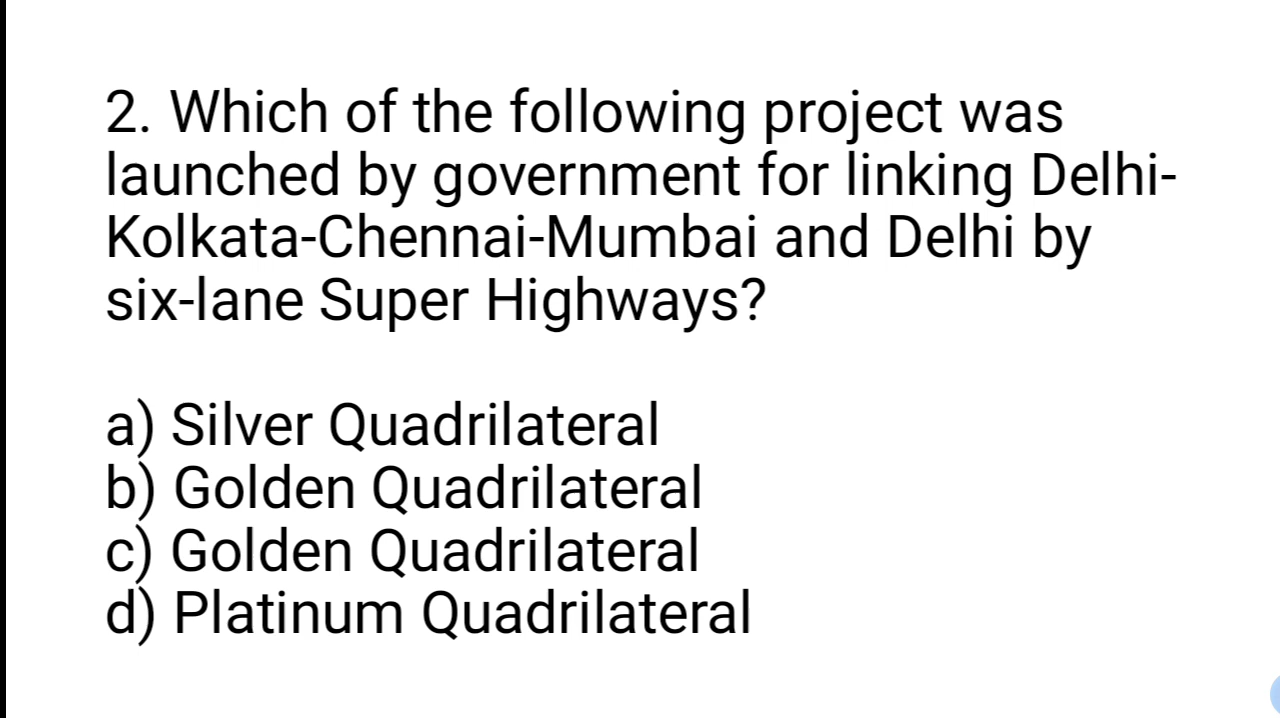 2. Which of the following project was
launched by government for linking Delhi-
Kolkata-Chennai-Mumbai and Delhi by
six-lane Super Highways?
a) Silver Quadrilateral
b) Golden Quadrilateral
c) Golden Quadrilateral
d) Platinum Quadrilateral